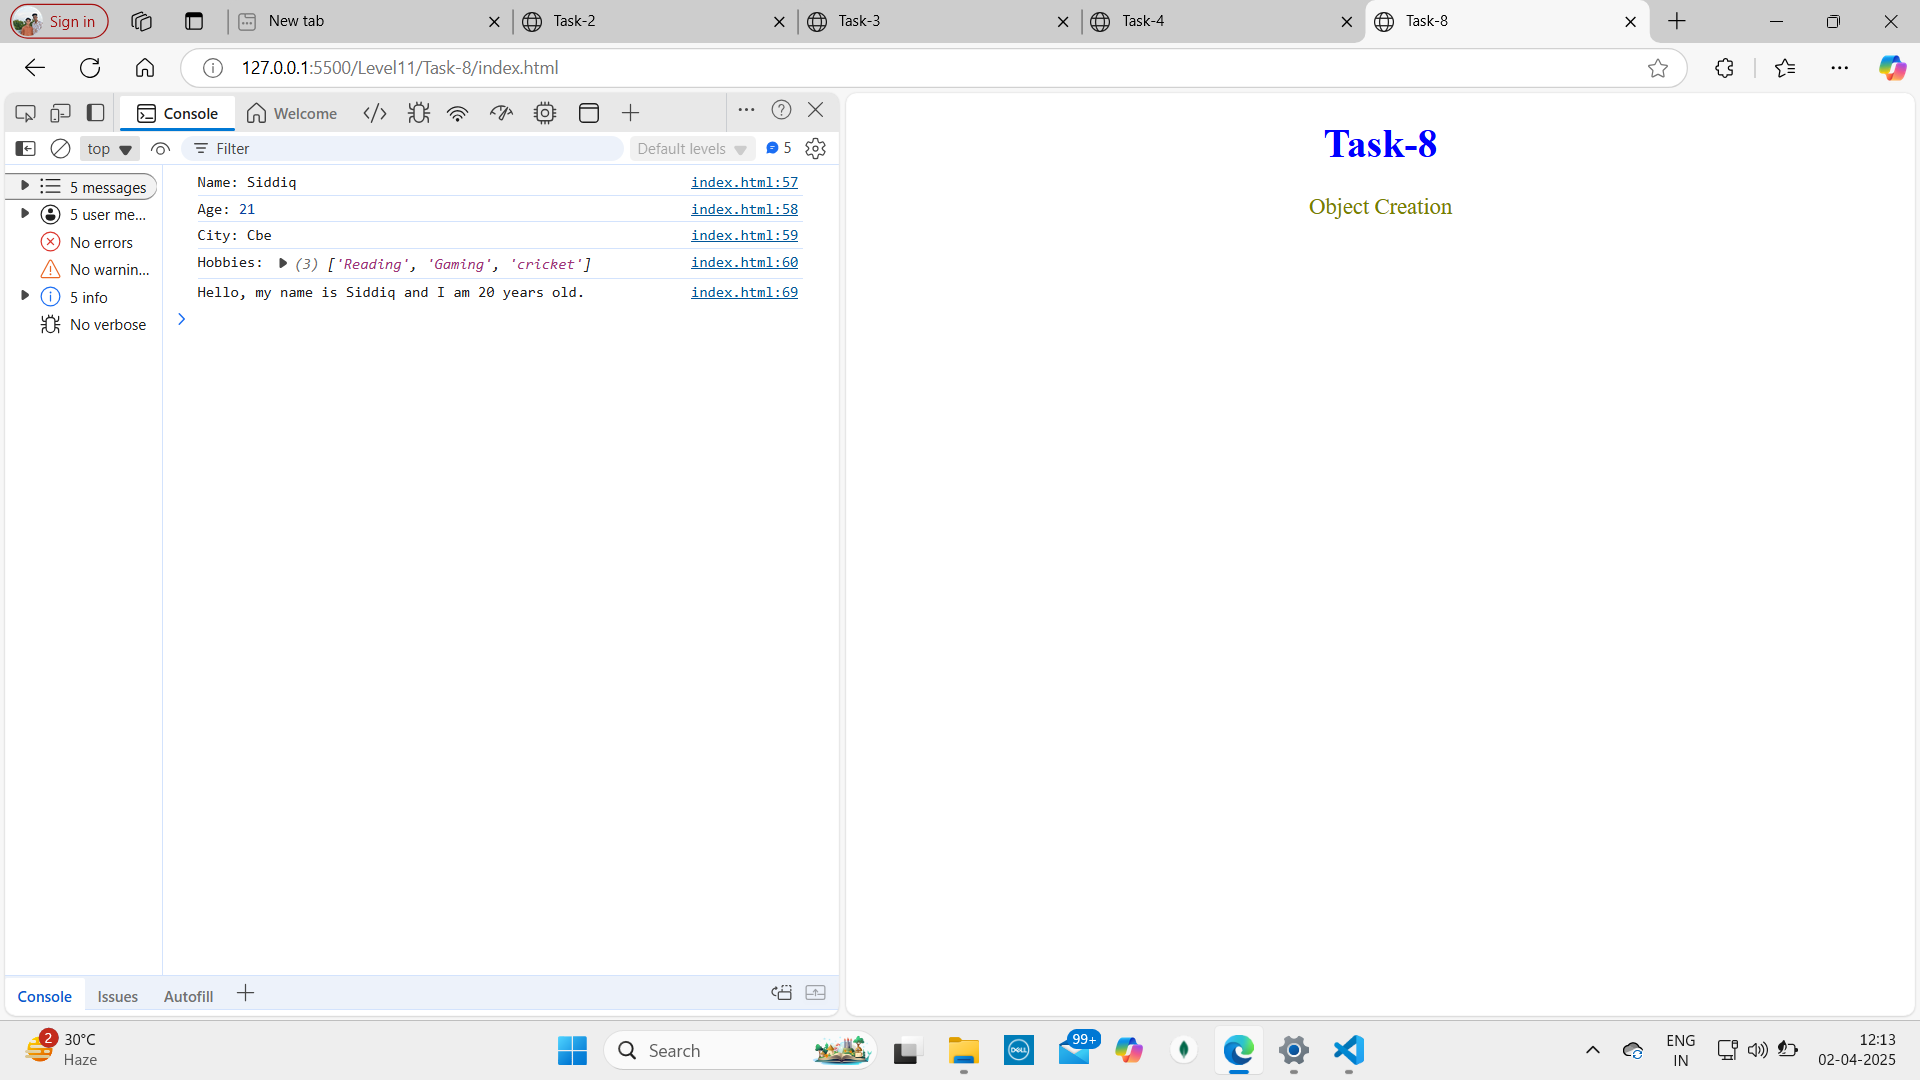 Sign in
New tab
Task-2
Task-3
Task-4
Task-8
127.0.0.1:5500/Level11/Task-8/index.html
Console
Welcome
top
Filter
Default levels
5
5 messages
5 user me...
No errors
No warnin...
5 info
No verbose
Name: Siddiq index.html:57
Age: 21 index.html:58
City: Cbe index.html:59
Hobbies: (3) ['Reading', 'Gaming', 'cricket'] index.html:60
Hello, my name is Siddiq and I am 20 years old. index.html:69
Task-8
Object Creation
Console
Issues
Autofill
2
30°C
Haze
Search
DELL
99+
ENG
IN
12:13
02-04-2025